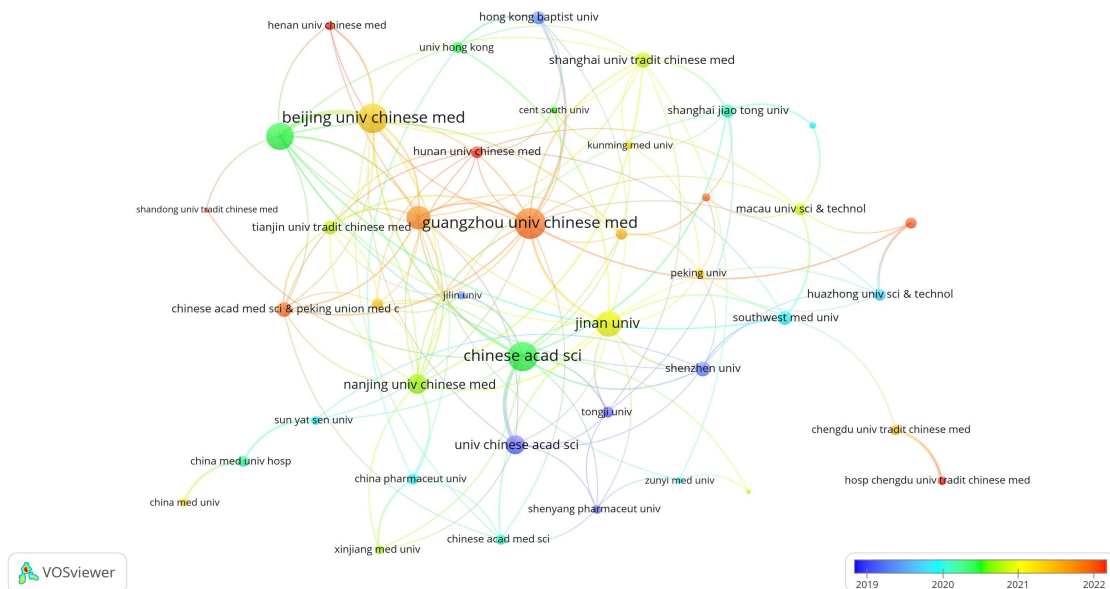 hong kong baptist univ
henan univ chinese med
univ hong kong
shanghai univ tradit chinese med
cent south univ
shanghai jiao tong univ
beijing univ chinese med
kunming med univ
hunan univ chinese med
shandong univ tradit chinese med
macau univ sci & technol
guangzhou univ chinese med
tianjin univ tradit chinese med
peking univ
jilin univ
huazhong univ sci & technol
chinese acad med sci & peking union med c
southwest med univ
jinan univ
chinese acad sci
shenzhen univ
nanjing univ chinese med
tongji univ
sun yat sen univ
chengdu univ tradit chinese med
univ chinese acad sci
china med univ hosp
china pharmaceut univ
zunyi med univ
hosp chengdu univ tradit chinese med
china med univ
shenyang pharmaceut univ
chinese acad med sci
xinjiang med univ
VOSviewer
2019 2020 2021 2022